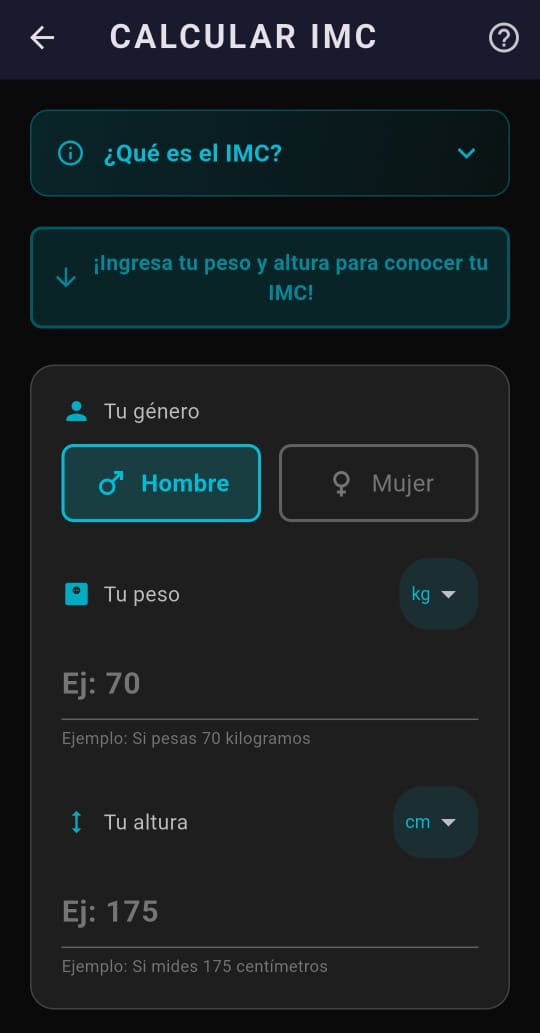 CALCULAR IMC
¿Qué es el IMC?
¡Ingresa tu peso y altura para conocer tu
IMC!
Tu género
Hombre
Mujer
Tu peso
kg
Ej: 70
Ejemplo: Si pesas 70 kilogramos
Tu altura
cm
Ej: 175
Ejemplo: Si mides 175 centímetros